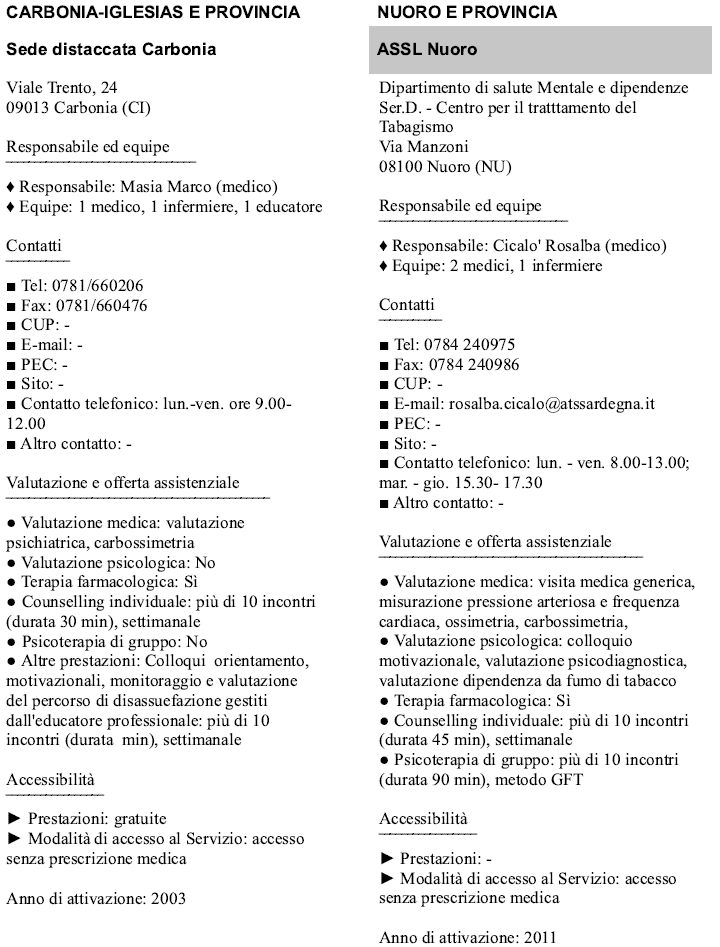 CARBONIA-IGLESIAS E PROVINCIA
Sede distaccata Carbonia
Viale Trento, 24
09013 Carbonia (CI)
Responsabile ed equipe
♦ Responsabile: Masia Marco (medico)
♦ Equipe: 1 medico, 1 infermiere, 1 educatore
Contatti
■ Tel: 0781/660206
■ Fax: 0781/660476
■ CUP: -
■ E-mail: -
■ PEC: -
■ Sito: -
■ Contatto telefonico: lun.-ven. ore 9.00-
12.00
■ Altro contatto: -
Valutazione e offerta assistenziale
● Valutazione medica: valutazione
psichiatrica, carbossimetria
● Valutazione psicologica: No
● Terapia farmacologica: Sì
● Counselling individuale: più di 10 incontri
(durata 30 min), settimanale
● Psicoterapia di gruppo: No
● Altre prestazioni: Colloqui  orientamento,
motivazionali, monitoraggio e valutazione
del percorso di disassuefazione gestiti
dall'educatore professionale: più di 10
incontri (durata  min), settimanale
Accessibilità
► Prestazioni: gratuite
► Modalità di accesso al Servizio: accesso
senza prescrizione medica
Anno di attivazione: 2003
NUORO E PROVINCIA
ASSL Nuoro
Dipartimento di salute Mentale e dipendenze
Ser.D. - Centro per il tratttamento del
Tabagismo
Via Manzoni
08100 Nuoro (NU)
Responsabile ed equipe
♦ Responsabile: Cicalo' Rosalba (medico)
♦ Equipe: 2 medici, 1 infermiere
Contatti
■ Tel: 0784 240975
■ Fax: 0784 240986
■ CUP: -
■ E-mail: rosalba.cicalo@atssardegna.it
■ PEC: -
■ Sito: -
■ Contatto telefonico: lun. - ven. 8.00-13.00;
mar. - gio. 15.30- 17.30
■ Altro contatto: -
Valutazione e offerta assistenziale
● Valutazione medica: visita medica generica,
misurazione pressione arteriosa e frequenza
cardiaca, ossimetria, carbossimetria,
● Valutazione psicologica: colloquio
motivazionale, valutazione psicodiagnostica,
valutazione dipendenza da fumo di tabacco
● Terapia farmacologica: Sì
● Counselling individuale: più di 10 incontri
(durata 45 min), settimanale
● Psicoterapia di gruppo: più di 10 incontri
(durata 90 min), metodo GFT
Accessibilità
► Prestazioni: -
► Modalità di accesso al Servizio: accesso
senza prescrizione medica
Anno di attivazione: 2011